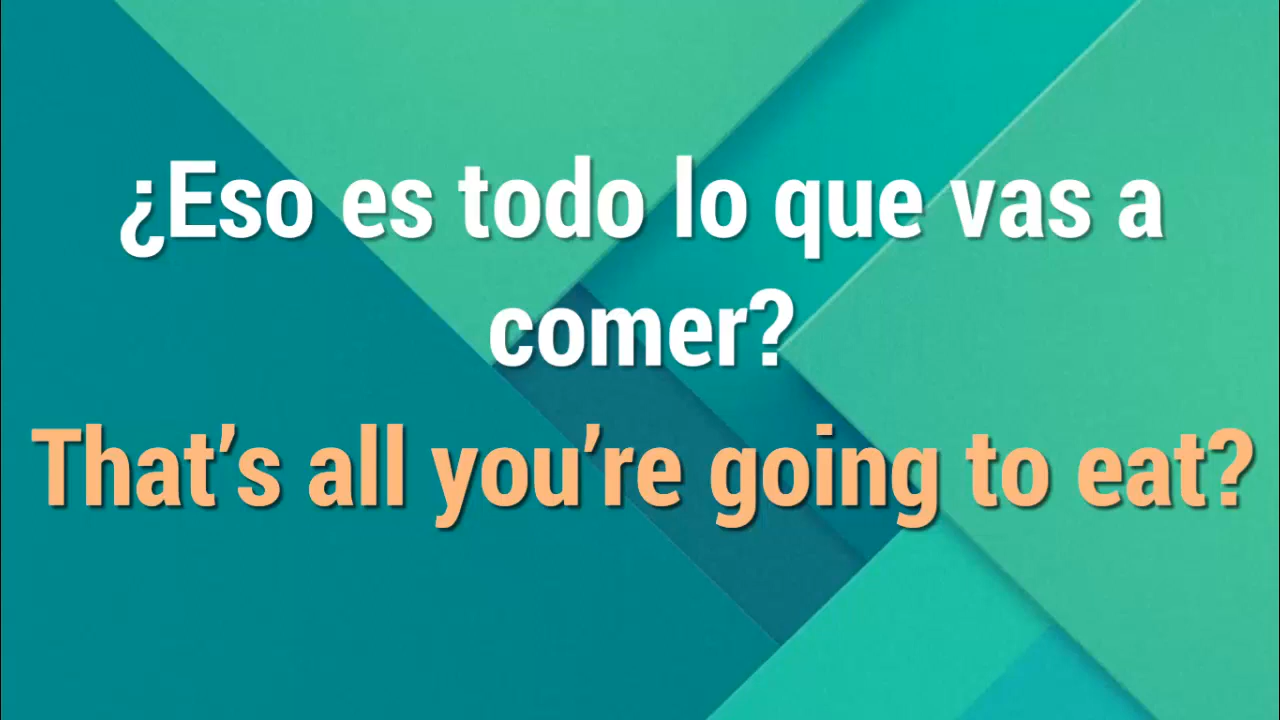 ¿Eso es todo lo que vas a
comer?
That’s all you’re going to eat?